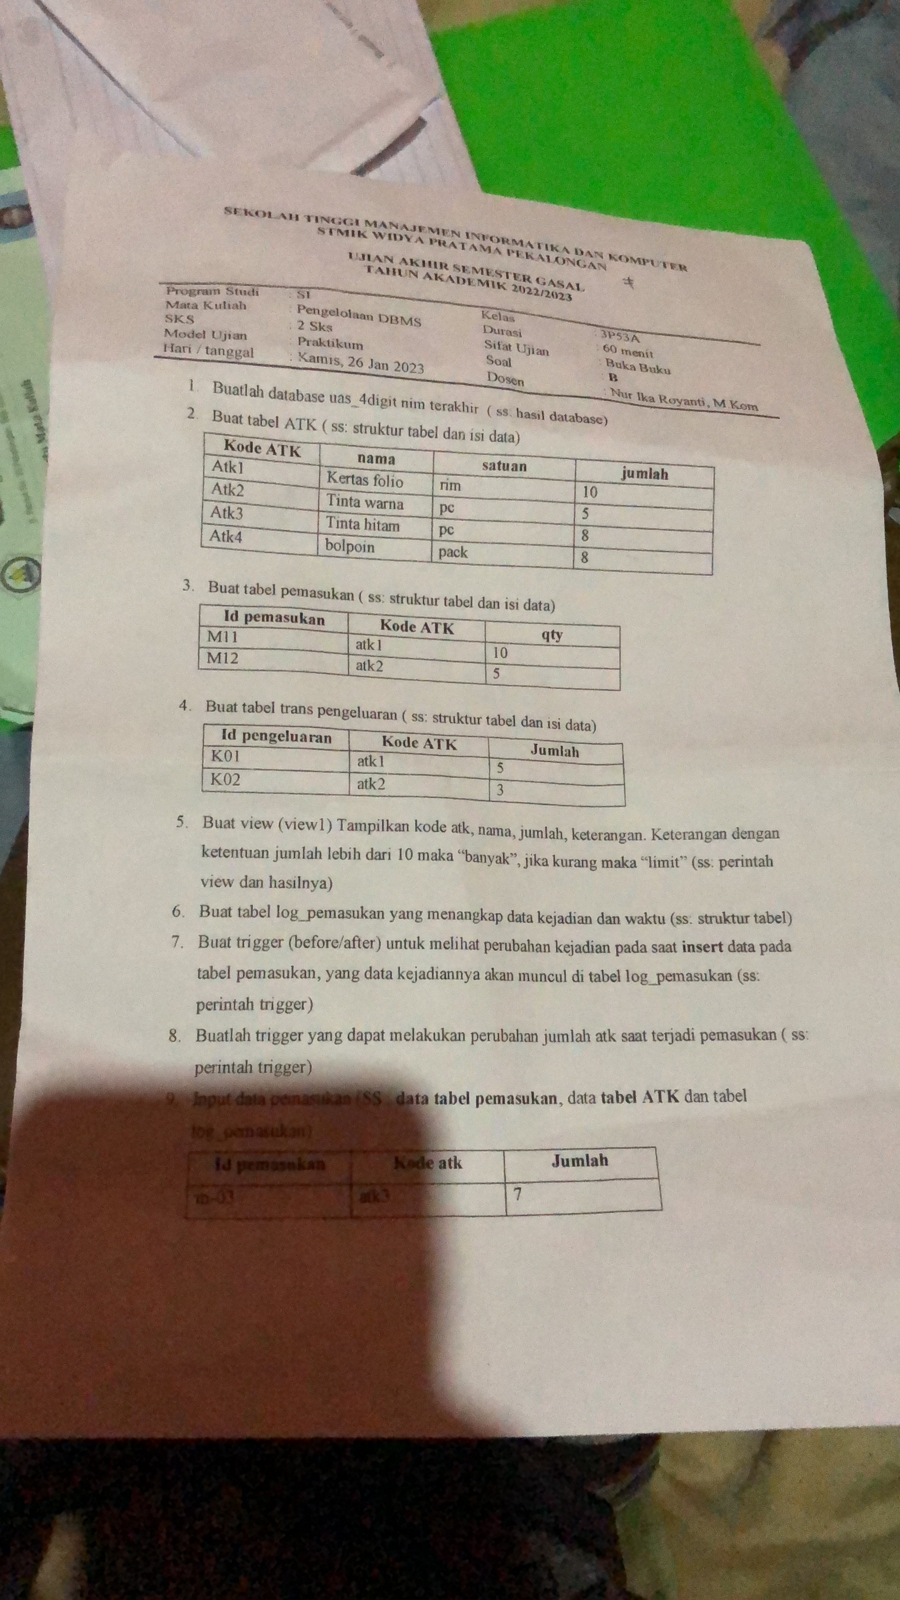 SEKOLAH TINGGI MANAJEMEN INFORMATIKA DAN KOMPUTER
STMIK WIDYA PRATAMA PEKALONGAN
UJIAN AKHIR SEMESTER GASAL
TAHUN AKADEMIK 2022/2023
Program Studi : SI Kelas : 3P53A
Mata Kuliah : Pengelolaan DBMS Durasi : 60 menit
SKS : 2 Sks Sifat Ujian : Buka Buku
Model Ujian : Praktikum Soal : B
Hari / tanggal : Kamis, 26 Jan 2023 Dosen : Nur Ika Royanti, M Kom
1. Buatlah database uas_4digit nim terakhir ( ss: hasil database)
2. Buat tabel ATK ( ss: struktur tabel dan isi data)
Kode ATK nama satuan jumlah
Atk1 Kertas folio rim 10
Atk2 Tinta warna pc 5
Atk3 Tinta hitam pc 8
Atk4 bolpoin pack 8
3. Buat tabel pemasukan ( ss: struktur tabel dan isi data)
Id pemasukan Kode ATK qty
M11 atk1 10
M12 atk2 5
4. Buat tabel trans pengeluaran ( ss: struktur tabel dan isi data)
Id pengeluaran Kode ATK Jumlah
K01 atk1 5
K02 atk2 3
5. Buat view (view1) Tampilkan kode atk, nama, jumlah, keterangan. Keterangan dengan
ketentuan jumlah lebih dari 10 maka “banyak”, jika kurang maka “limit” (ss: perintah
view dan hasilnya)
6. Buat tabel log_pemasukan yang menangkap data kejadian dan waktu (ss: struktur tabel)
7. Buat trigger (before/after) untuk melihat perubahan kejadian pada saat insert data pada
tabel pemasukan, yang data kejadiannya akan muncul di tabel log_pemasukan (ss:
perintah trigger)
8. Buatlah trigger yang dapat melakukan perubahan jumlah atk saat terjadi pemasukan ( ss:
perintah trigger)
9. Input data pemasukan (SS : data tabel pemasukan, data tabel ATK dan tabel
log_pemasukan)
Id pemasukan Kode atk Jumlah
m-03 atk3 7